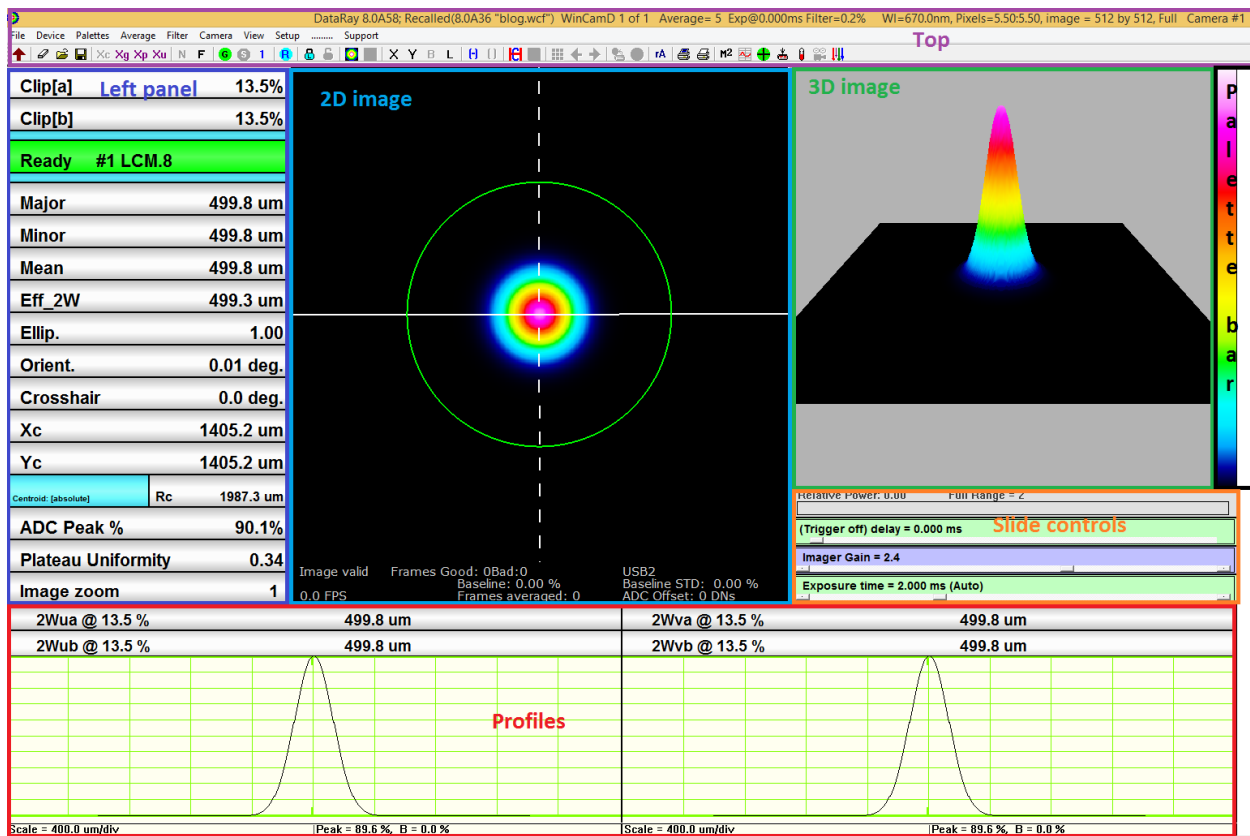 DataRay 8.0A58; Recalled(8.0A36 "blog.wcf") WinCamD 1 of 1 Average= 5 Exp@0.000ms Filter=0.2% Wl=670.0nm, Pixels=5.50:5.50, image = 512 by 512, Full Camera #1
File Device Palettes Average Filter Camera View Setup ........ Support
Top
Xc Xg Xp Xu N F G S 1 R X Y B L rA M²
Left panel
Clip[a] 13.5%
Clip[b] 13.5%
Ready #1 LCM.8
Major 499.8 um
Minor 499.8 um
Mean 499.8 um
Eff_2W 499.3 um
Ellip. 1.00
Orient. 0.01 deg.
Crosshair 0.0 deg.
Xc 1405.2 um
Yc 1405.2 um
Centroid: [absolute] Rc 1987.3 um
ADC Peak % 90.1%
Plateau Uniformity 0.34
Image zoom 1
2D image
Image valid Frames Good: 0Bad:0 USB2
Baseline: 0.00 % Baseline STD: 0.00 %
0.0 FPS Frames averaged: 0 ADC Offset: 0 DNs
3D image
Palette bar
Relative Power: 0.00 Full Range = 2
Slide controls
(Trigger off) delay = 0.000 ms
Imager Gain = 2.4
Exposure time = 2.000 ms (Auto)
2Wua @ 13.5 % 499.8 um 2Wva @ 13.5 % 499.8 um
2Wub @ 13.5 % 499.8 um 2Wvb @ 13.5 % 499.8 um
Profiles
Scale = 400.0 um/div Peak = 89.6 %, B = 0.0 % Scale = 400.0 um/div Peak = 89.6 %, B = 0.0 %